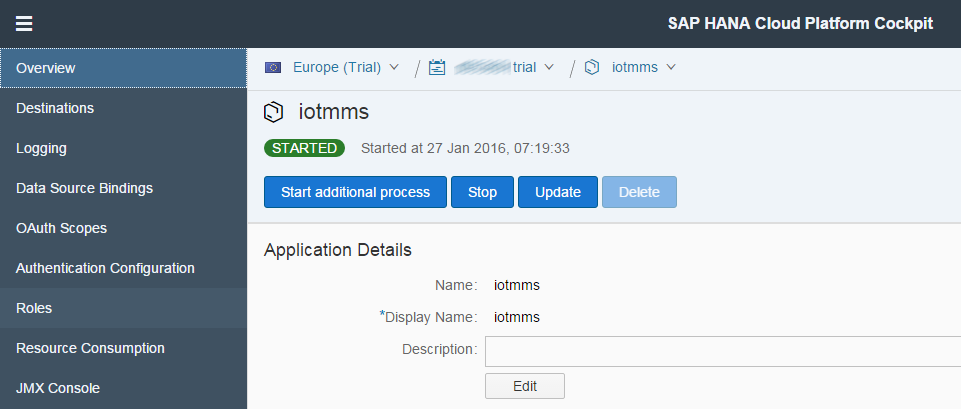 SAP HANA Cloud Platform Cockpit
Overview
Destinations
Logging
Data Source Bindings
OAuth Scopes
Authentication Configuration
Roles
Resource Consumption
JMX Console
Europe (Trial) / trial / iotmms
iotmms
STARTED Started at 27 Jan 2016, 07:19:33
Start additional process Stop Update Delete
Application Details
Name: iotmms
*Display Name: iotmms
Description:
Edit